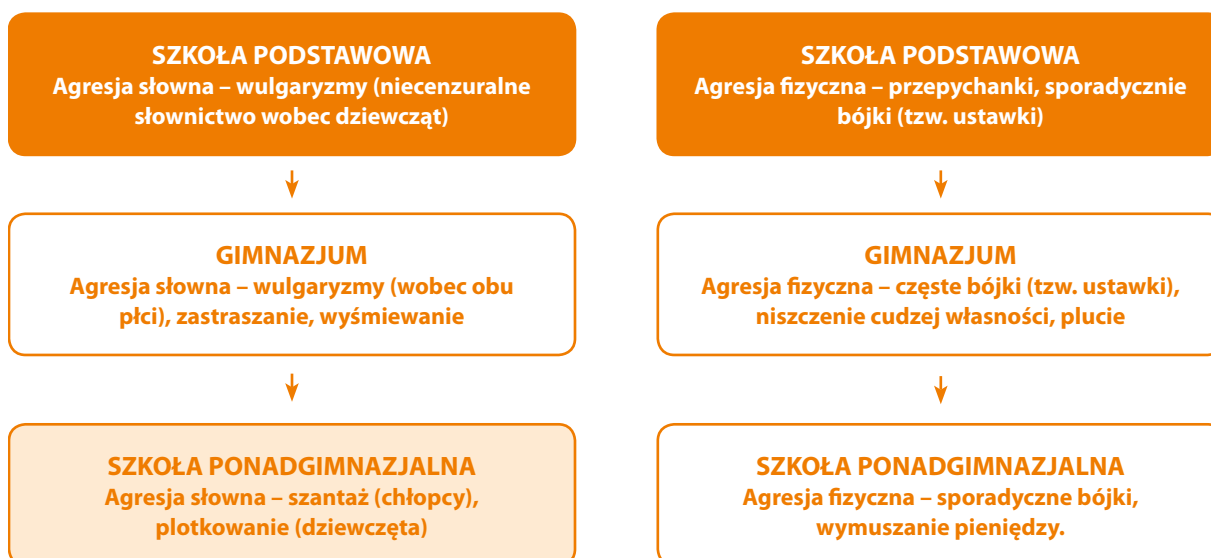 SZKOŁA PODSTAWOWA
Agresja słowna – wulgaryzmy (niecenzuralne
słownictwo wobec dziewcząt)
GIMNAZJUM
Agresja słowna – wulgaryzmy (wobec obu
płci), zastraszanie, wyśmiewanie
SZKOŁA PONADGIMNAZJALNA
Agresja słowna – szantaż (chłopcy),
plotkowanie (dziewczęta)
SZKOŁA PODSTAWOWA
Agresja fizyczna – przepychanki, sporadycznie
bójki (tzw. ustawki)
GIMNAZJUM
Agresja fizyczna – częste bójki (tzw. ustawki),
niszczenie cudzej własności, plucie
SZKOŁA PONADGIMNAZJALNA
Agresja fizyczna – sporadyczne bójki,
wymuszanie pieniędzy.